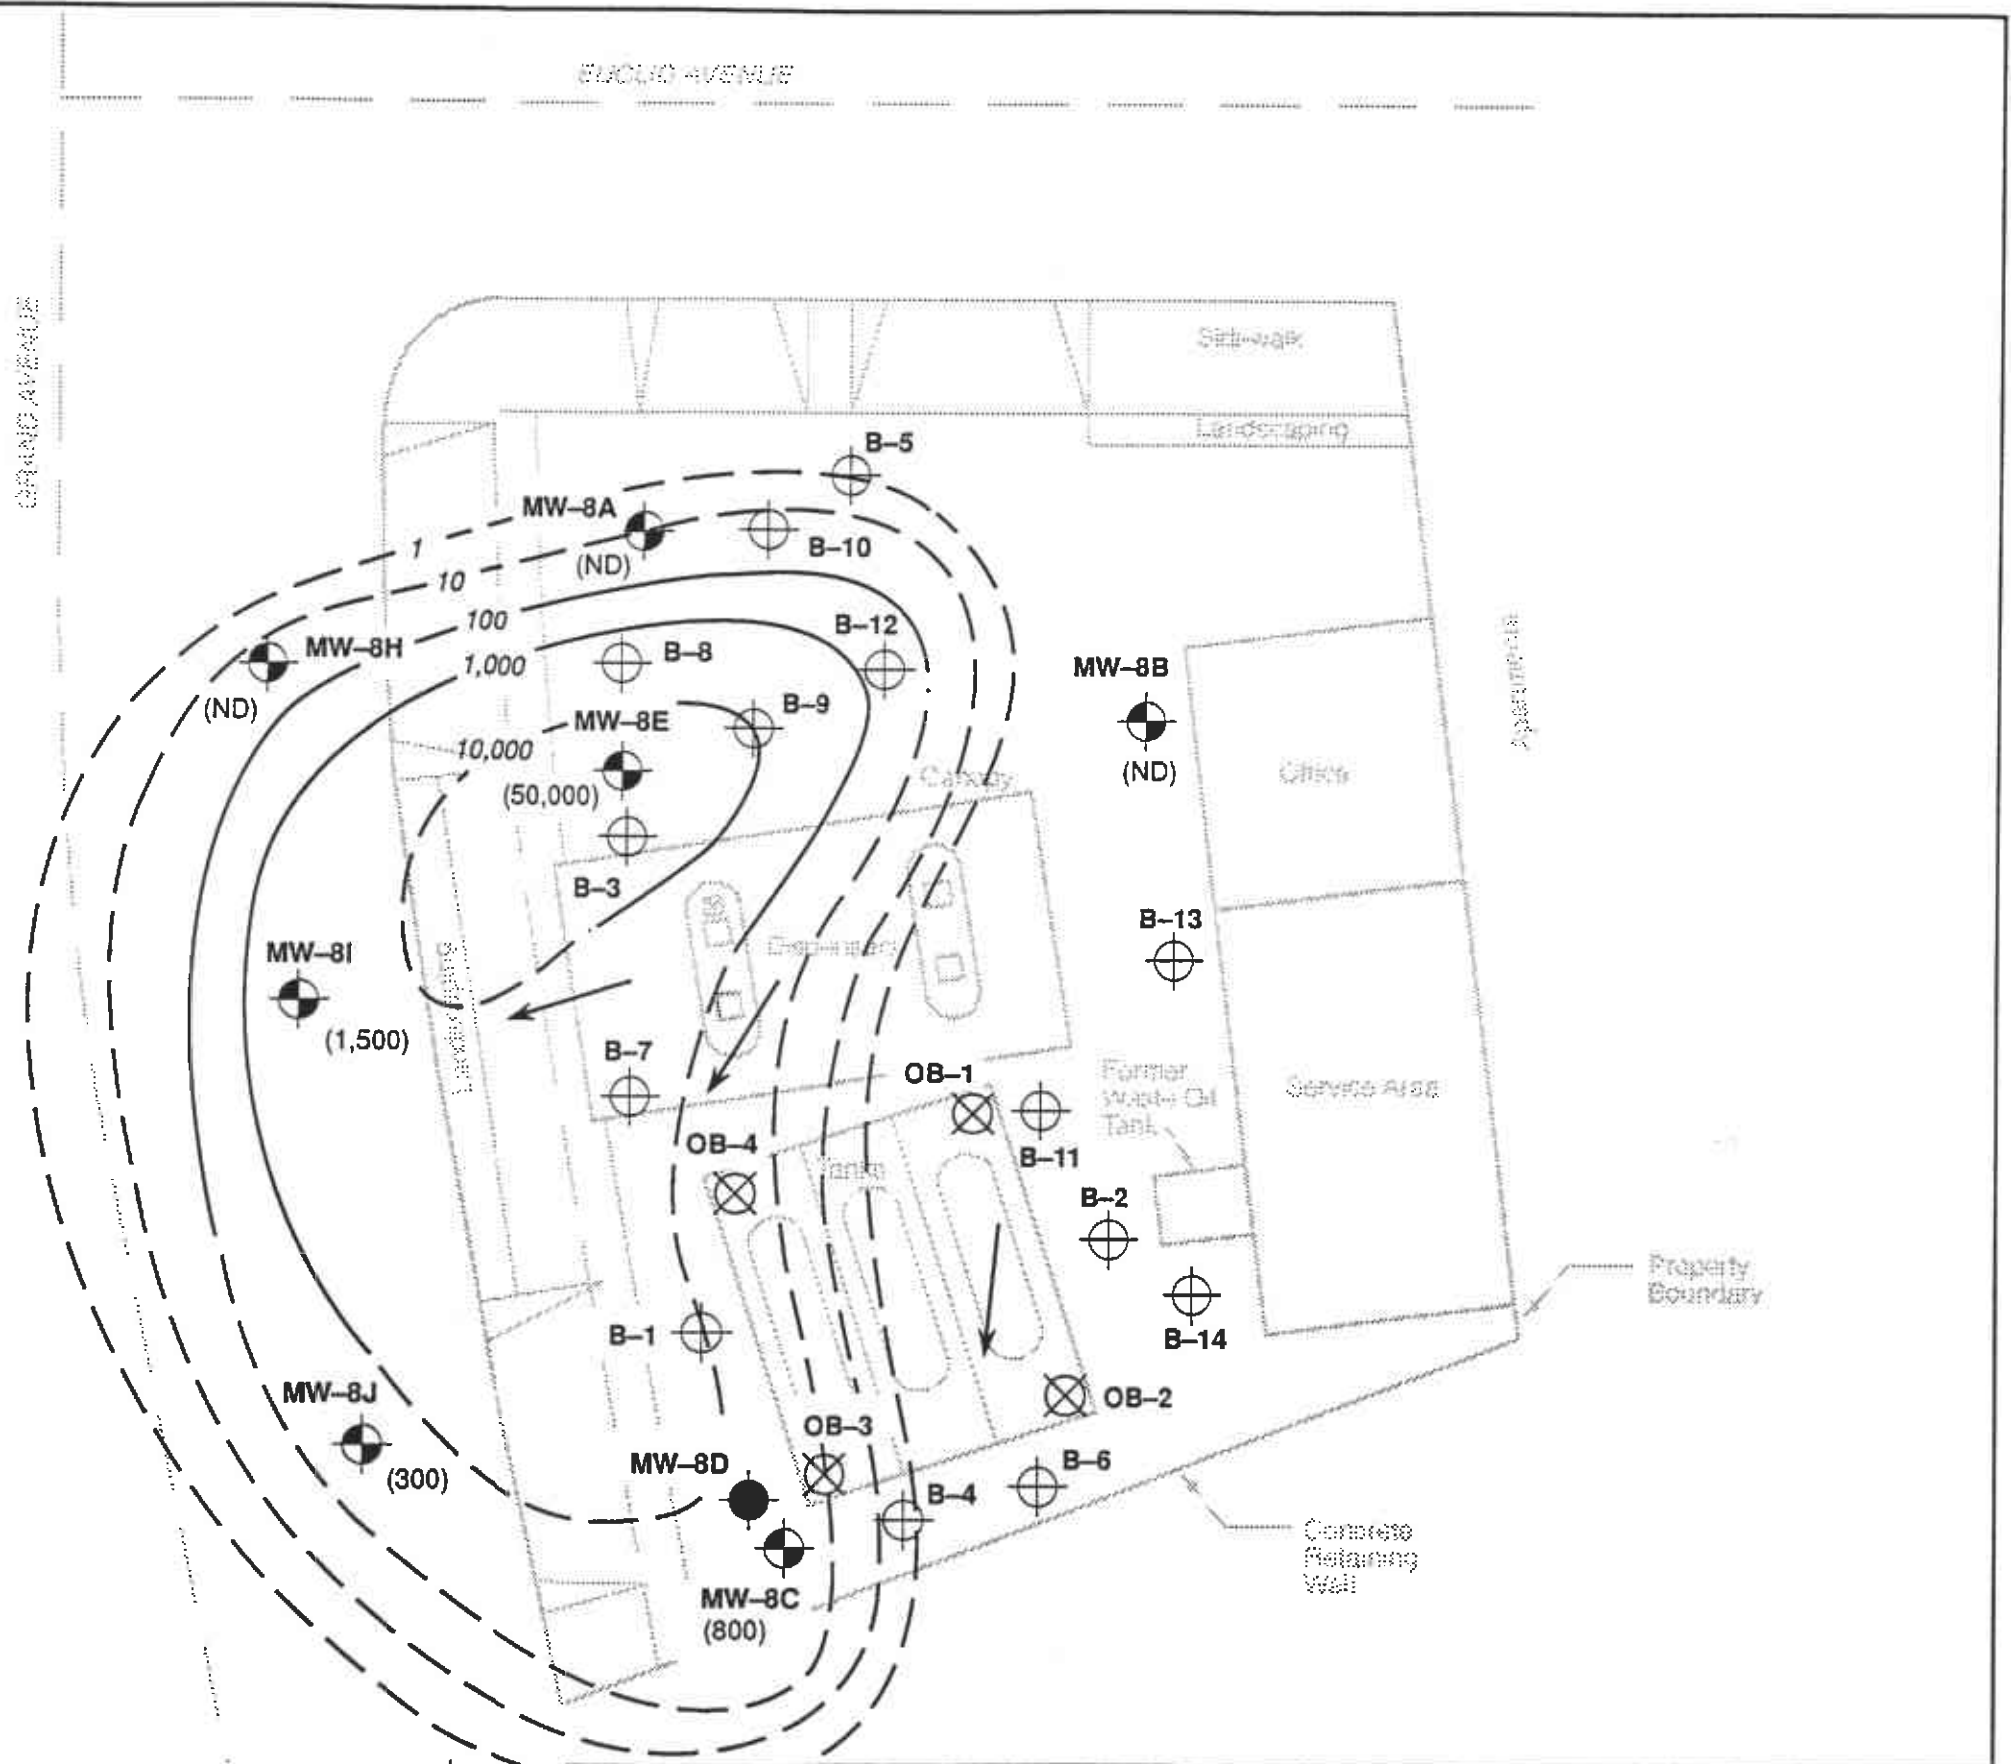 EUCLID AVENUE
GRAND AVENUE
Sidewalk
Landscaping
B–5
MW–8A
(ND)
B–10
1
10
100
1,000
10,000
MW–8H
(ND)
B–8
B–12
MW–8B
(ND)
B–9
MW–8E
(50,000)
B–3
Canopy
Office
Apartments
B–13
MW–8I
(1,500)
Landscaping
Dispensers
B–7
OB–1
B–11
Former
Waste Oil
Tank
Service Area
OB–4
Tanks
B–2
B–14
Property
Boundary
B–1
MW–8J
(300)
OB–2
OB–3
MW–8D
B–6
B–4
MW–8C
(800)
Concrete
Retaining
Wall